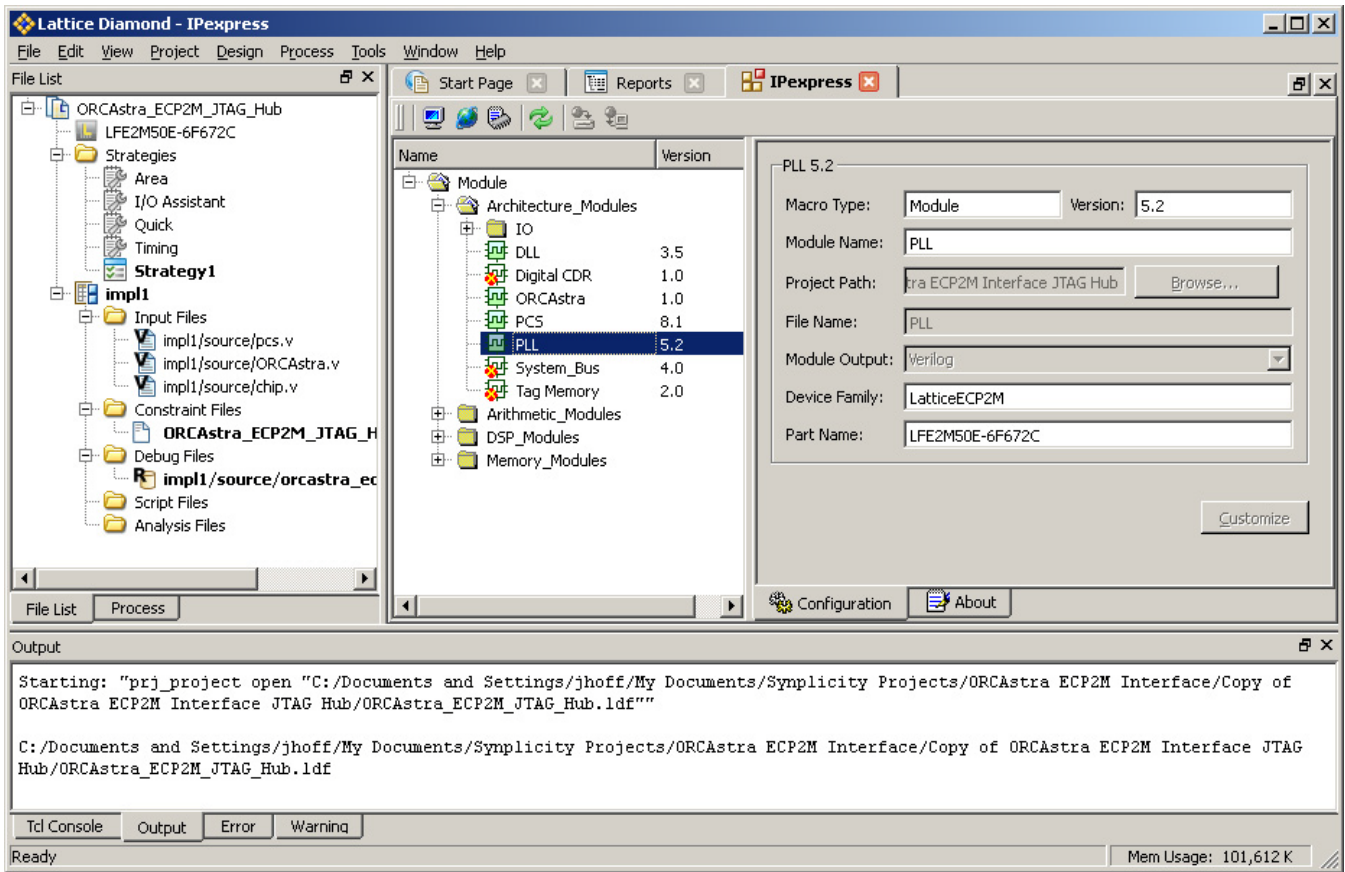 Lattice Diamond - IPexpress
File Edit View Project Design Process Tools Window Help
File List
ORCAstra_ECP2M_JTAG_Hub
LFE2M50E-6F672C
Strategies
Area
I/O Assistant
Quick
Timing
Strategy1
impl1
Input Files
impl1/source/pcs.v
impl1/source/ORCAstra.v
impl1/source/chip.v
Constraint Files
ORCAstra_ECP2M_JTAG_H
Debug Files
impl1/source/orcastra_ec
Script Files
Analysis Files
File List Process
Start Page Reports IPexpress
Name Version
Module
Architecture_Modules
IO
DLL 3.5
Digital CDR 1.0
ORCAstra 1.0
PCS 8.1
PLL 5.2
System_Bus 4.0
Tag Memory 2.0
Arithmetic_Modules
DSP_Modules
Memory_Modules
PLL 5.2
Macro Type: Module Version: 5.2
Module Name: PLL
Project Path: tra ECP2M Interface JTAG Hub Browse...
File Name: PLL
Module Output: Verilog
Device Family: LatticeECP2M
Part Name: LFE2M50E-6F672C
Customize
Configuration About
Output
Starting: "prj_project open "C:/Documents and Settings/jhoff/My Documents/Synplicity Projects/ORCAstra ECP2M Interface/Copy of
ORCAstra ECP2M Interface JTAG Hub/ORCAstra_ECP2M_JTAG_Hub.ldf""
C:/Documents and Settings/jhoff/My Documents/Synplicity Projects/ORCAstra ECP2M Interface/Copy of ORCAstra ECP2M Interface JTAG
Hub/ORCAstra_ECP2M_JTAG_Hub.ldf
Tcl Console Output Error Warning
Ready Mem Usage: 101,612 K